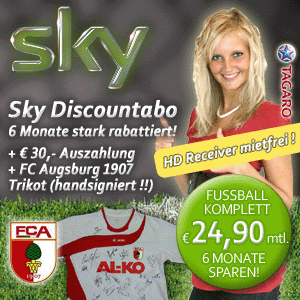 sky
TAGARO
Sky Discountabo
6 Monate stark rabattiert!
+ € 30,- Auszahlung
+ FC Augsburg 1907
Trikot (handsigniert !!)
HD Receiver mietfrei !
FUSSBALL
KOMPLETT
€ 24,90 mtl.
6 MONATE
SPAREN!
FCA
1907
AL-KO